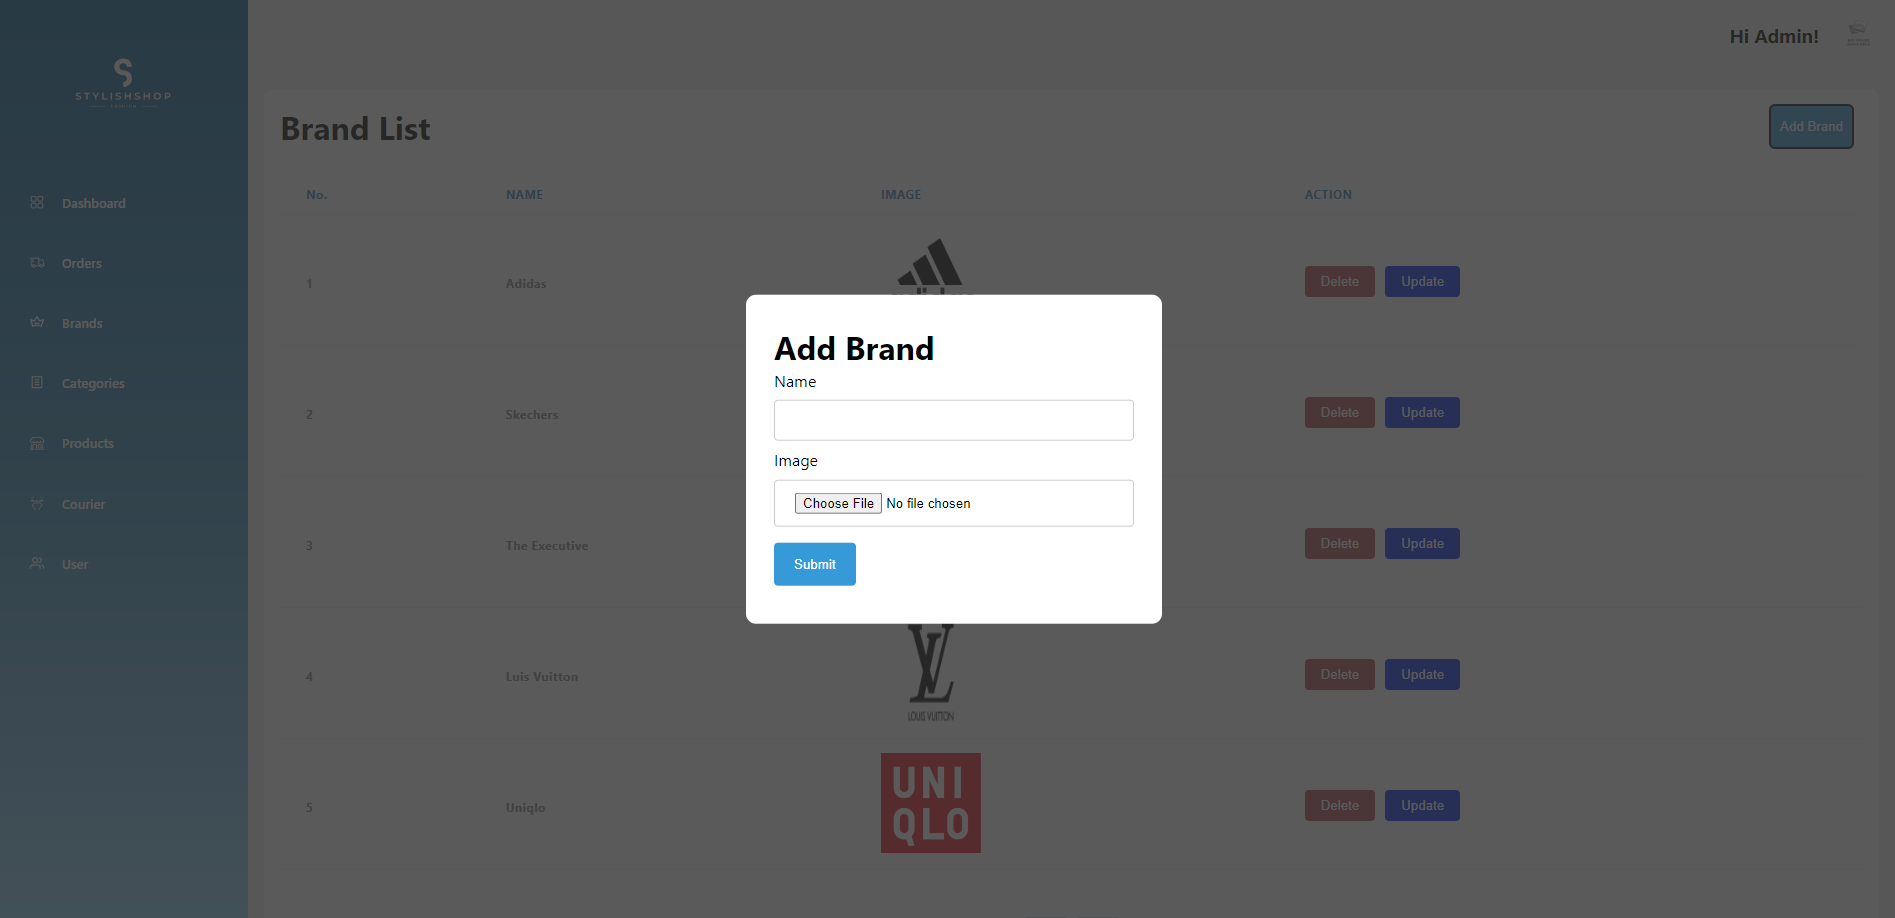 Hi Admin!
STYLISHSHOP
FASHION
Brand List
Add Brand
No. NAME IMAGE ACTION
Dashboard
Orders
Brands
Categories
Products
Courier
User
1 Adidas Delete Update
2 Skechers Delete Update
3 The Executive Delete Update
4 Luis Vuitton LOUIS VUITTON Delete Update
5 Uniqlo UNI QLO Delete Update
Add Brand
Name
Image
Choose File No file chosen
Submit